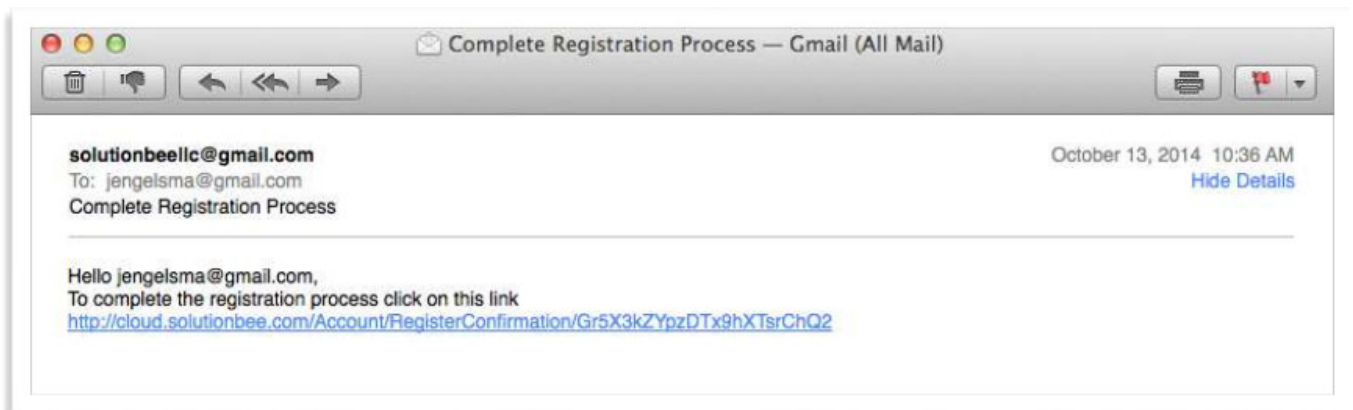 Complete Registration Process — Gmail (All Mail)
solutionbeellc@gmail.com
October 13, 2014 10:36 AM
To: jengelsma@gmail.com
Hide Details
Complete Registration Process
Hello jengelsma@gmail.com,
To complete the registration process click on this link
http://cloud.solutionbee.com/Account/RegisterConfirmation/Gr5X3kZYpzDTx9hXTsrChQ2